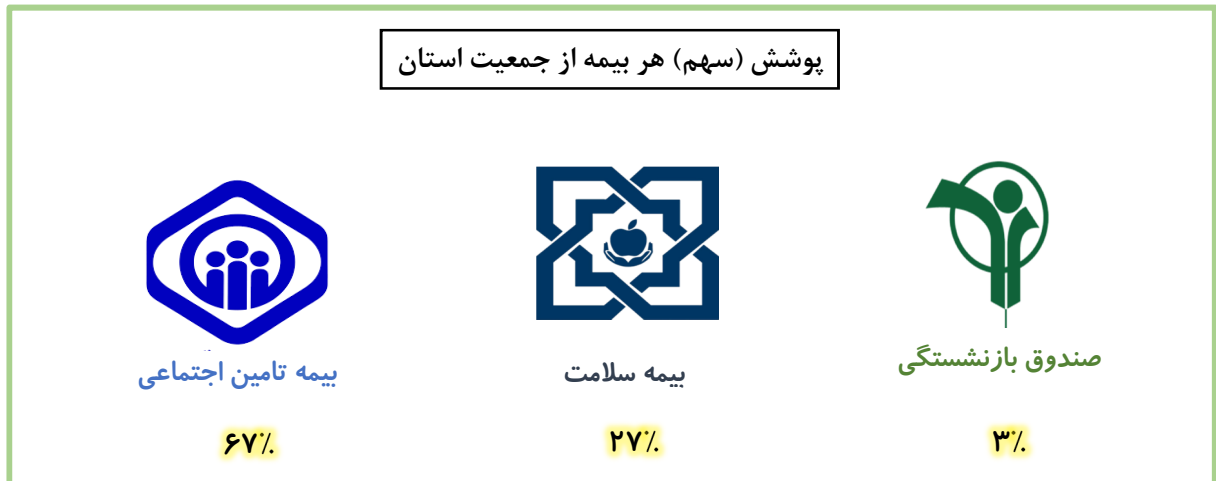 پوشش (سهم) هر بیمه از جمعیت استان
صندوق بازنشستگی
بیمه سلامت
بیمه تامین اجتماعی
۳٪
۲۷٪
۶۷٪